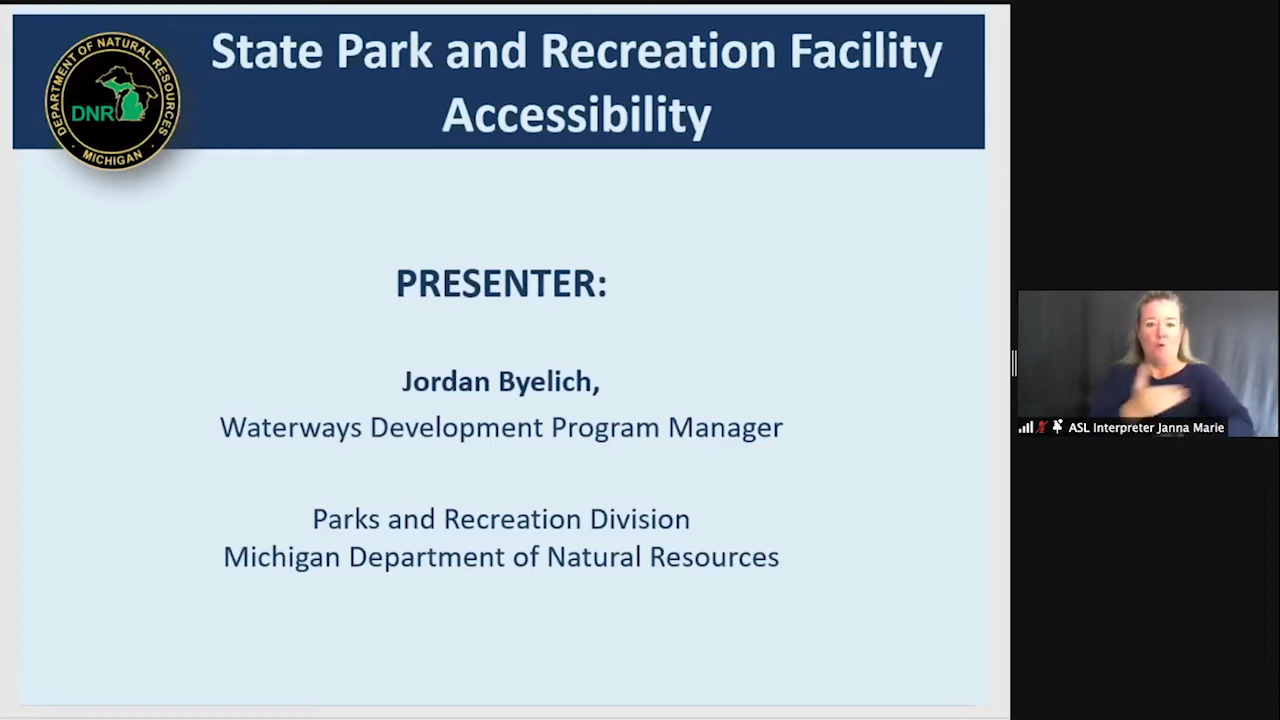 State Park and Recreation Facility
Accessibility
DEPARTMENT OF NATURAL RESOURCES
DNR
MICHIGAN
PRESENTER:
Jordan Byelich,
Waterways Development Program Manager
Parks and Recreation Division
Michigan Department of Natural Resources
ASL Interpreter Janna Marie